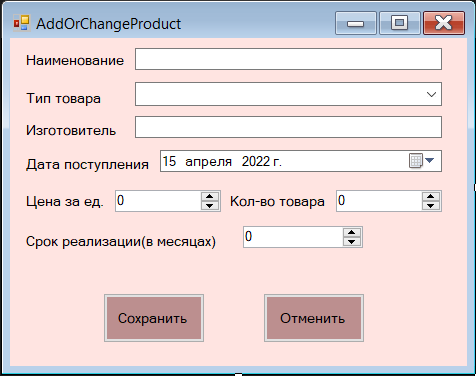 AddOrChangeProduct
Наименование
Тип товара
Изготовитель
Дата поступления 15 апреля 2022 г.
Цена за ед. 0 Кол-во товара 0
Срок реализации(в месяцах) 0
Сохранить Отменить